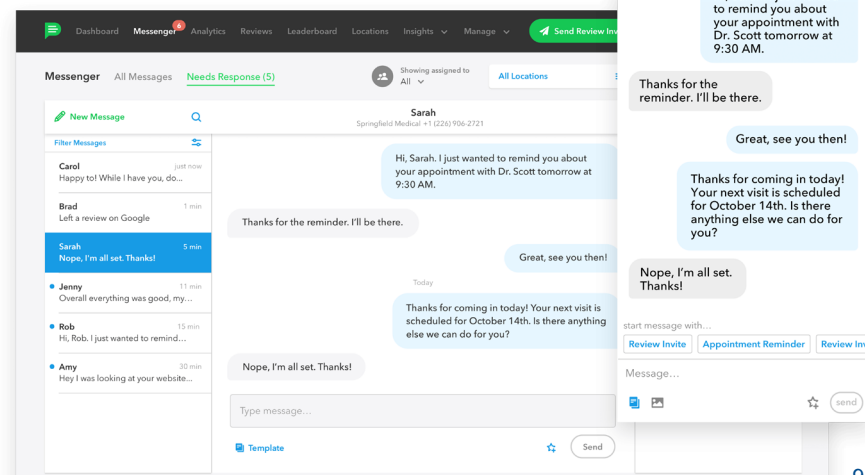 Dashboard Messenger 6 Analytics Reviews Leaderboard Locations Insights Manage Send Review Inv
Messenger All Messages Needs Response (5) Showing assigned to
All
All Locations
New Message
Filter Messages
Carol just now
Happy to! While I have you, do...
Brad 1 min
Left a review on Google
Sarah 5 min
Nope, I'm all set. Thanks!
Jenny 11 min
Overall everything was good, my...
Rob 15 min
Hi, Rob. I just wanted to remind...
Amy 30 min
Hey I was looking at your website...
Sarah
Springfield Medical +1 (226) 906-2721
Hi, Sarah. I just wanted to remind you about
your appointment with Dr. Scott tomorrow at
9:30 AM.
Thanks for the reminder. I'll be there.
Great, see you then!
Today
Thanks for coming in today! Your next visit is
scheduled for October 14th. Is there anything
else we can do for you?
Nope, I'm all set. Thanks!
Type message...
Template Send
to remind you about
your appointment with
Dr. Scott tomorrow at
9:30 AM.
Thanks for the
reminder. I'll be there.
Great, see you then!
Thanks for coming in today!
Your next visit is scheduled
for October 14th. Is there
anything else we can do for
you?
Nope, I'm all set.
Thanks!
start message with...
Review Invite Appointment Reminder Review Inv
Message...
send